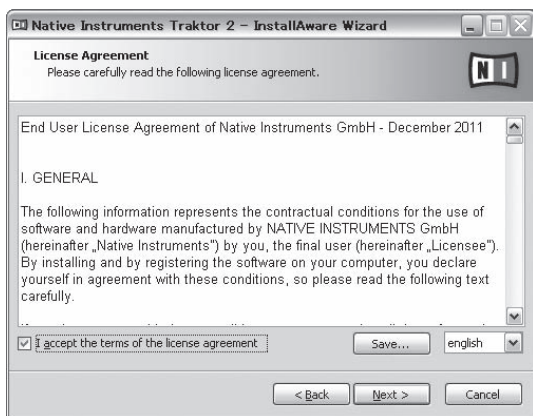 Native Instruments Traktor 2 - InstallAware Wizard
License Agreement
Please carefully read the following license agreement.
N I
End User License Agreement of Native Instruments GmbH - December 2011
I. GENERAL
The following information represents the contractual conditions for the use of
software and hardware manufactured by NATIVE INSTRUMENTS GmbH
(hereinafter „Native Instruments“) by you, the final user (hereinafter „Licensee“).
By installing and by registering the software on your computer, you declare
yourself in agreement with these conditions, so please read the following text
carefully.
I accept the terms of the license agreement
Save...
english
< Back
Next >
Cancel